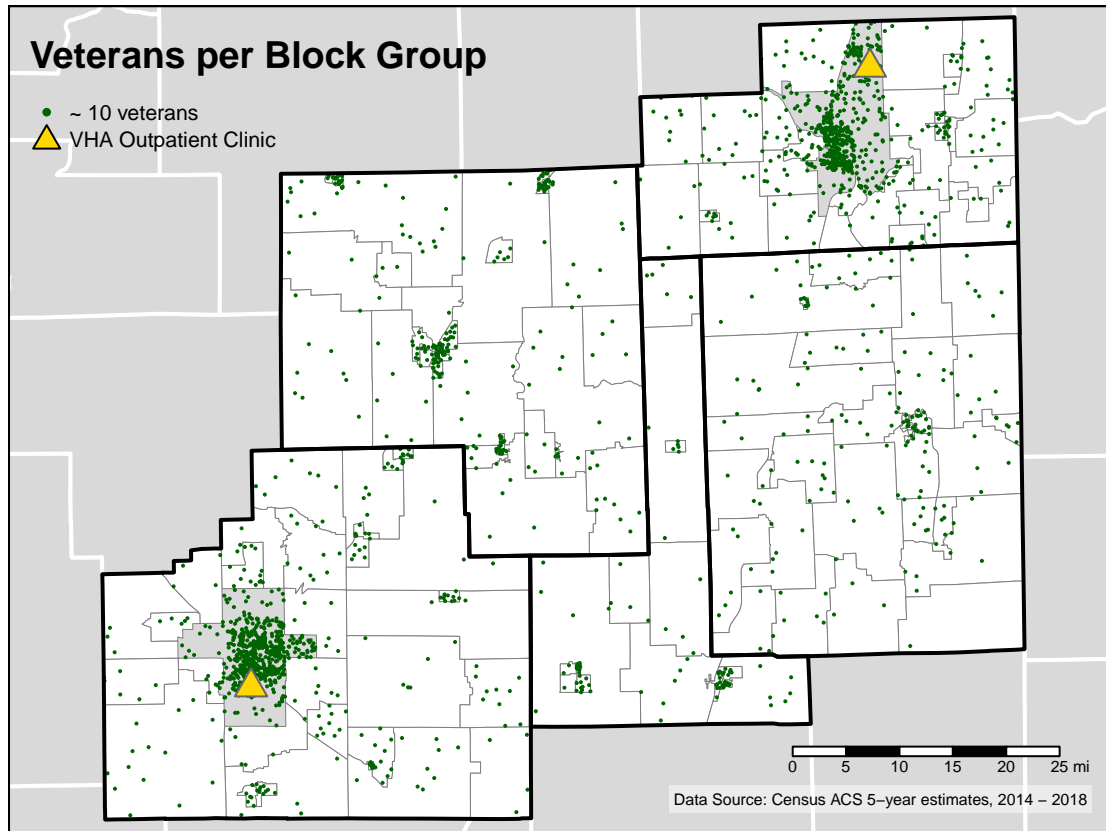 Veterans per Block Group
~ 10 veterans
VHA Outpatient Clinic
0 5 10 15 20 25 mi
Data Source: Census ACS 5−year estimates, 2014 − 2018